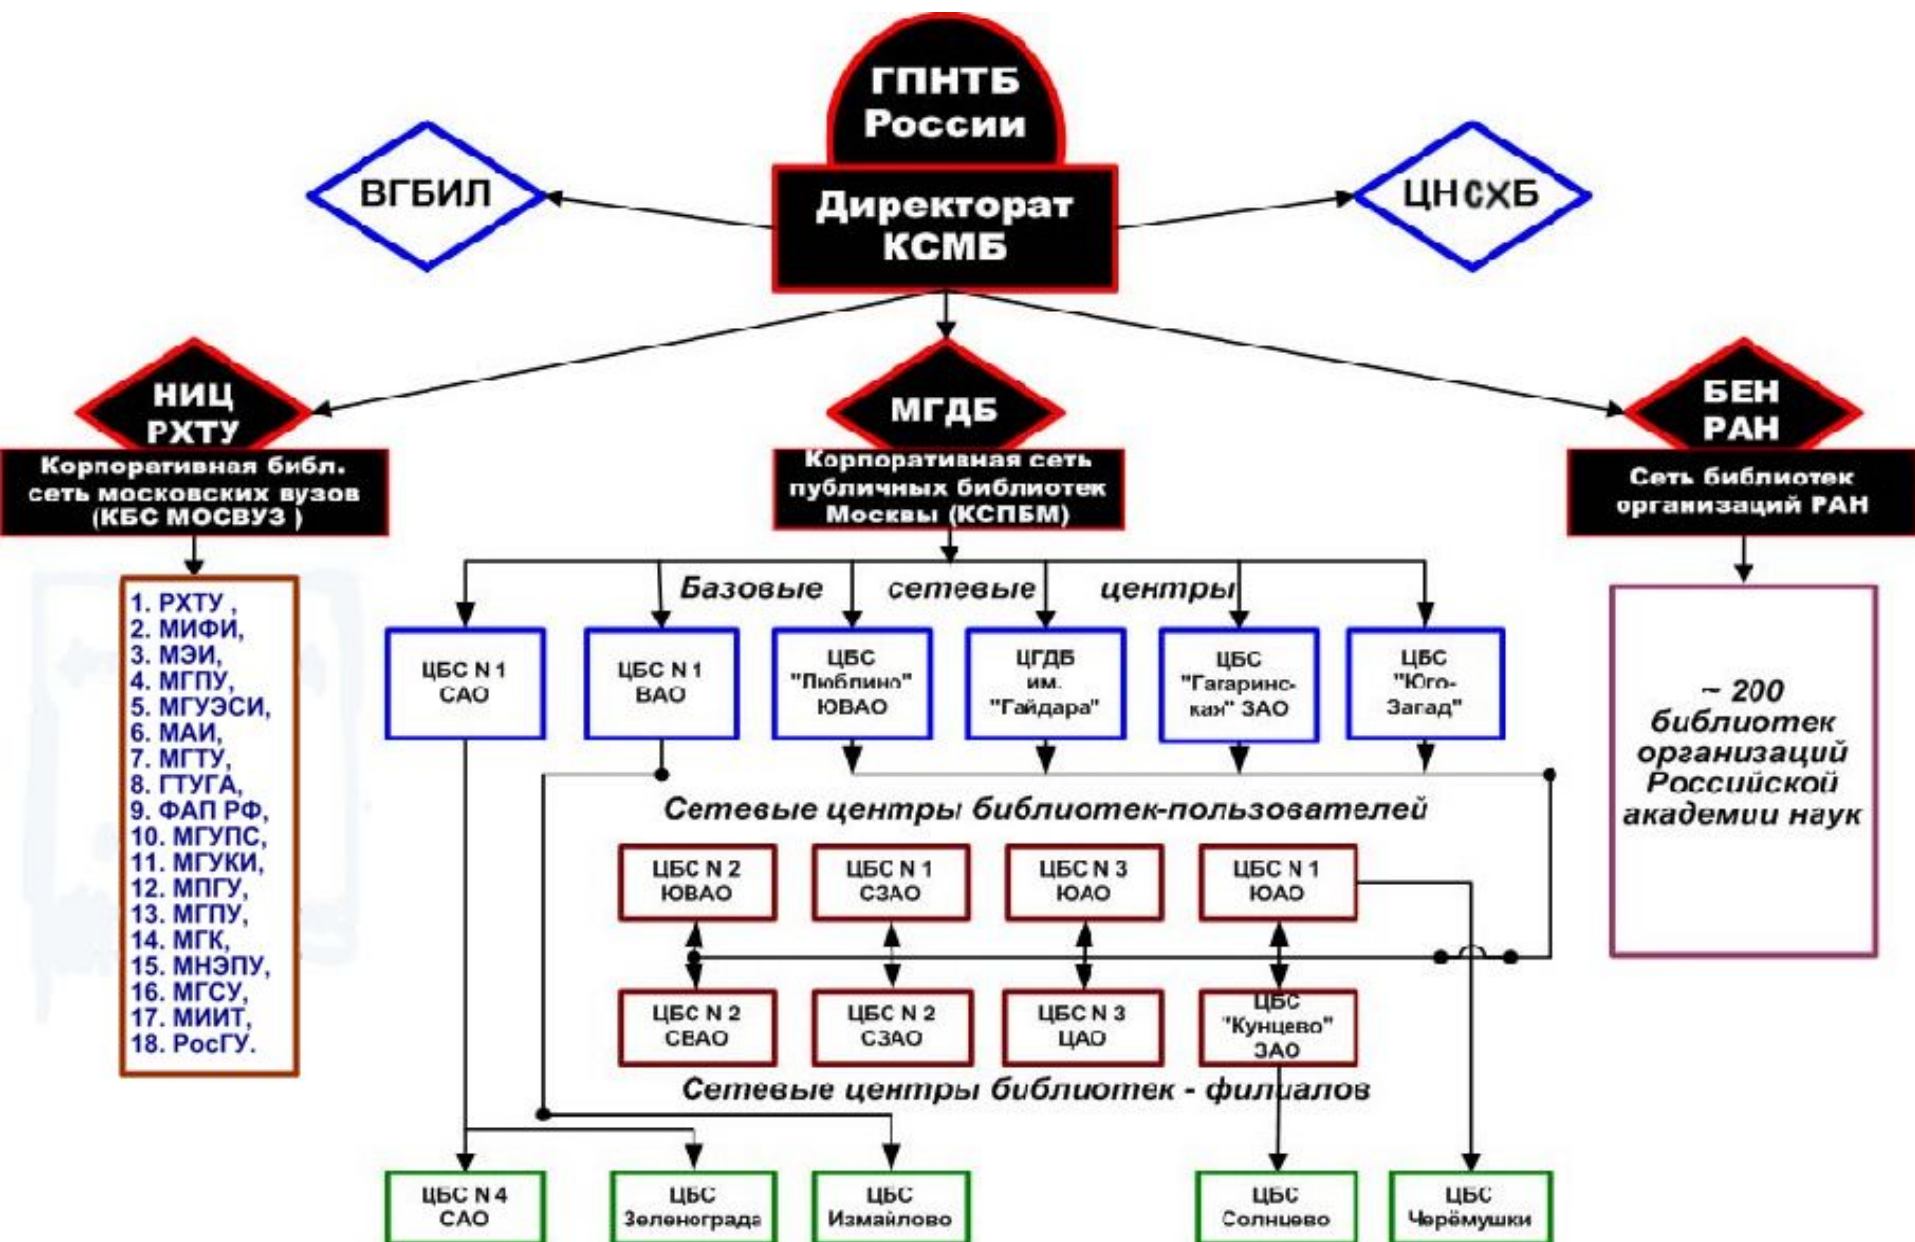 ГПНТБ
России
Директорат
КСМБ
ВГБИЛ
ЦНСХБ
НИЦ
РХТУ
Корпоративная библ.
сеть московских вузов
(КБС МОСВУЗ )
МГДБ
Корпоративная сеть
публичных библиотек
Москвы (КСПБМ)
БЕН
РАН
Сеть библиотек
организаций РАН
1. РХТУ ,
2. МИФИ,
3. МЭИ,
4. МГПУ,
5. МГУЭСИ,
6. МАИ,
7. МГТУ,
8. ГТУГА,
9. ФАП РФ,
10. МГУПС,
11. МГУКИ,
12. МПГУ,
13. МГПУ,
14. МГК,
15. МНЭПУ,
16. МГСУ,
17. МИИТ,
18. РосГУ.
Базовые сетевые центры
ЦБС N 1
САО
ЦБС N 1
ВАО
ЦБС
"Люблино"
ЮВАО
ЦГДБ
им.
"Гайдара"
ЦБС
"Гагаринс-
кая" ЗАО
ЦБС
"Юго-
Запад"
Сетевые центры библиотек-пользователей
ЦБС N 2
ЮВАО
ЦБС N 1
СЗАО
ЦБС N 3
ЮАО
ЦБС N 1
ЮАО
ЦБС N 2
СВАО
ЦБС N 2
СЗАО
ЦБС N 3
ЦАО
ЦБС
"Кунцево"
ЗАО
Сетевые центры библиотек - филиалов
ЦБС N 4
САО
ЦБС
Зеленограда
ЦБС
Измайлово
ЦБС
Солнцево
ЦБС
Черёмушки
~ 200
библиотек
организаций
Российской
академии наук